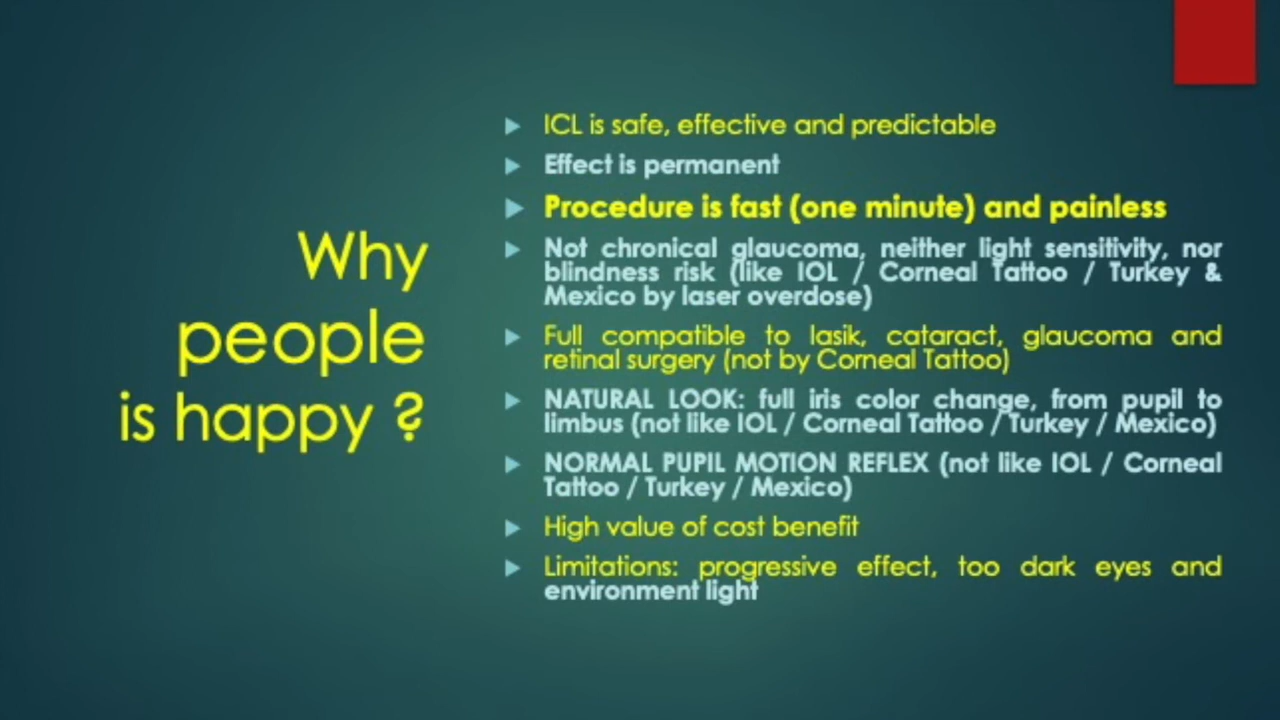 Why
people
is happy ?
ICL is safe, effective and predictable
Effect is permanent
Procedure is fast (one minute) and painless
Not chronical glaucoma, neither light sensitivity, nor
blindness risk (like IOL / Corneal Tattoo / Turkey &
Mexico by laser overdose)
Full compatible to lasik, cataract, glaucoma and
retinal surgery (not by Corneal Tattoo)
NATURAL LOOK: full iris color change, from pupil to
limbus (not like IOL / Corneal Tattoo / Turkey / Mexico)
NORMAL PUPIL MOTION REFLEX (not like IOL / Corneal
Tattoo / Turkey / Mexico)
High value of cost benefit
Limitations: progressive effect, too dark eyes and
environment light